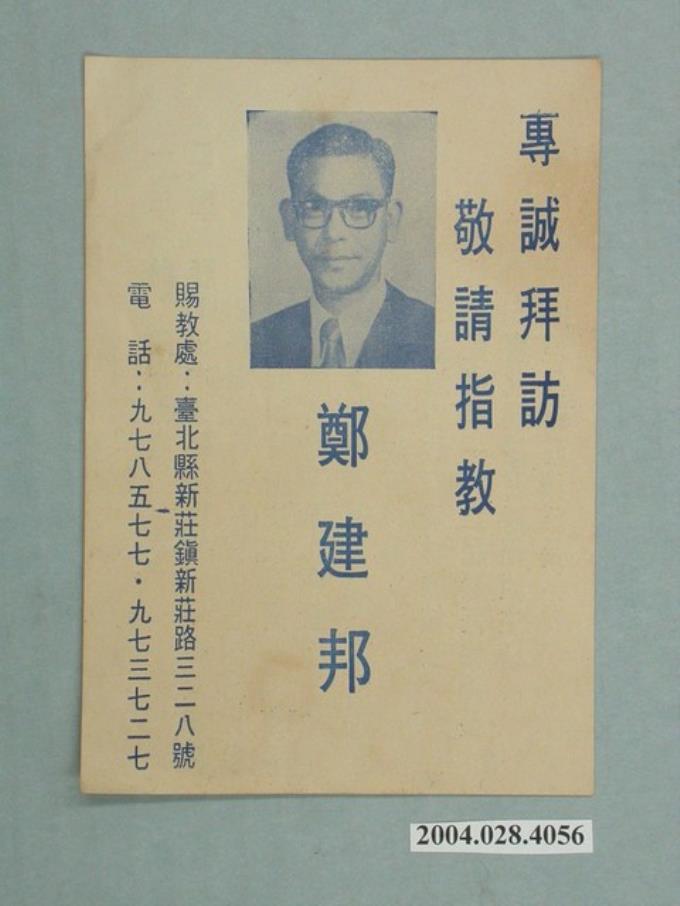 專誠拜訪
敬請指教
鄭建邦
賜教處：臺北縣新莊鎮新莊路三二八號
電話：九七八五七七・九七三七二七
2004.028.4056